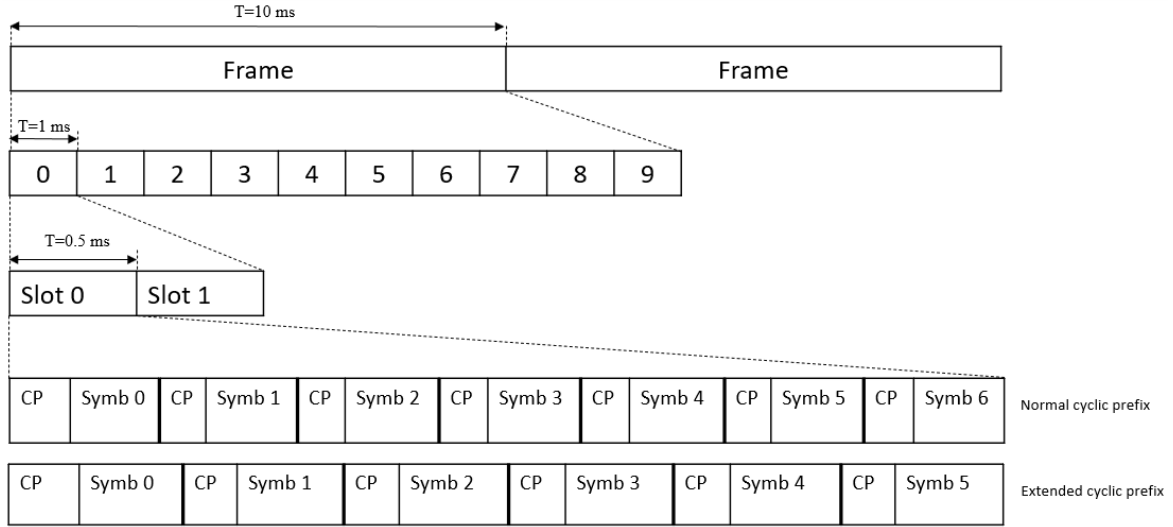 T=10 ms
Frame Frame
T=1 ms
0 1 2 3 4 5 6 7 8 9
T=0.5 ms
Slot 0 Slot 1
CP Symb 0 CP Symb 1 CP Symb 2 CP Symb 3 CP Symb 4 CP Symb 5 CP Symb 6 Normal cyclic prefix
CP Symb 0 CP Symb 1 CP Symb 2 CP Symb 3 CP Symb 4 CP Symb 5 Extended cyclic prefix